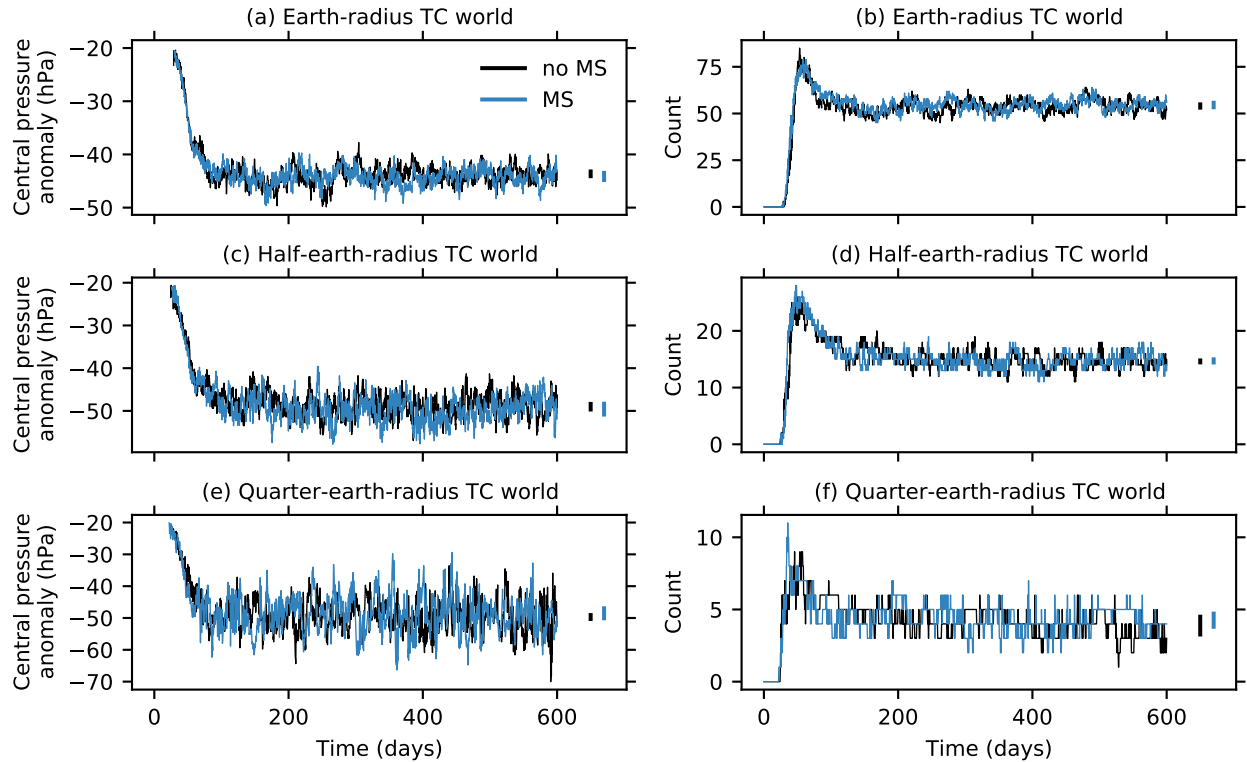 (a) Earth-radius TC world
(b) Earth-radius TC world
Central pressure
anomaly (hPa)
−20
−30
−40
−50
no MS
MS
Count
75
50
25
0
(c) Half-earth-radius TC world
(d) Half-earth-radius TC world
Central pressure
anomaly (hPa)
−20
−30
−40
−50
Count
20
10
0
(e) Quarter-earth-radius TC world
(f) Quarter-earth-radius TC world
Central pressure
anomaly (hPa)
−20
−30
−40
−50
−60
−70
Count
10
5
0
0 200 400 600
0 200 400 600
Time (days)
Time (days)